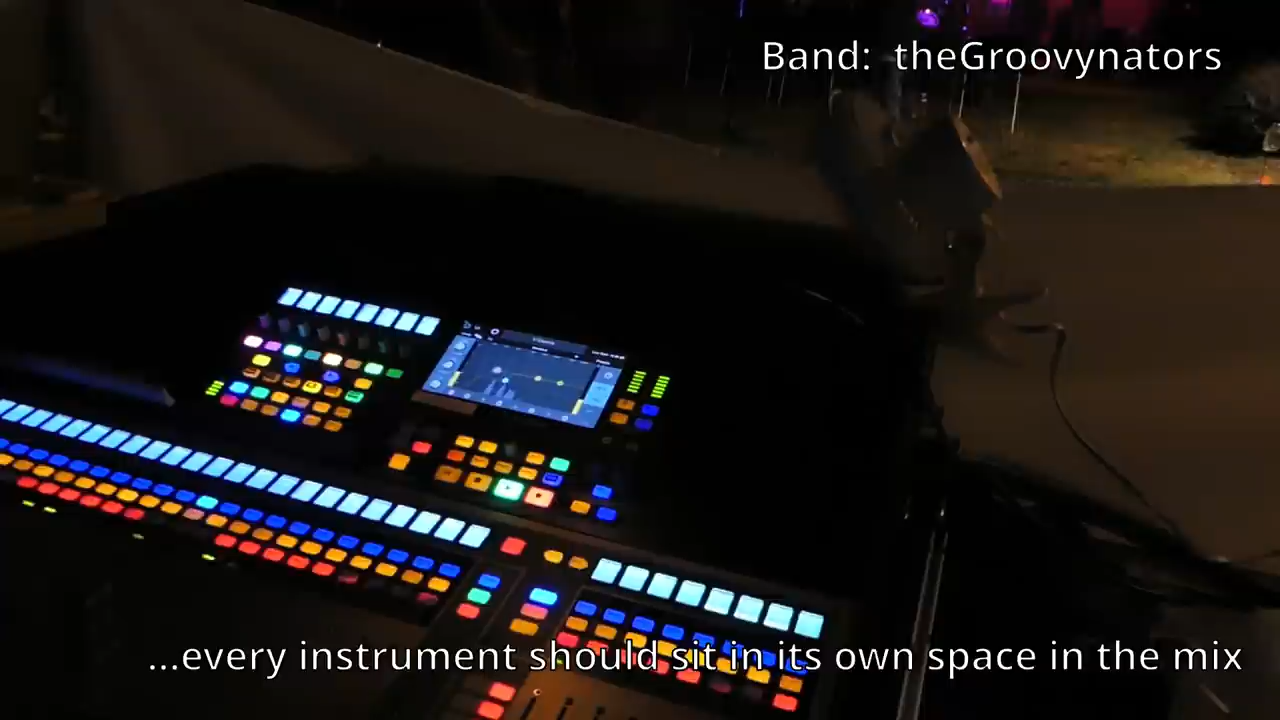 Band: theGroovynators
...every instrument should sit in its own space in the mix